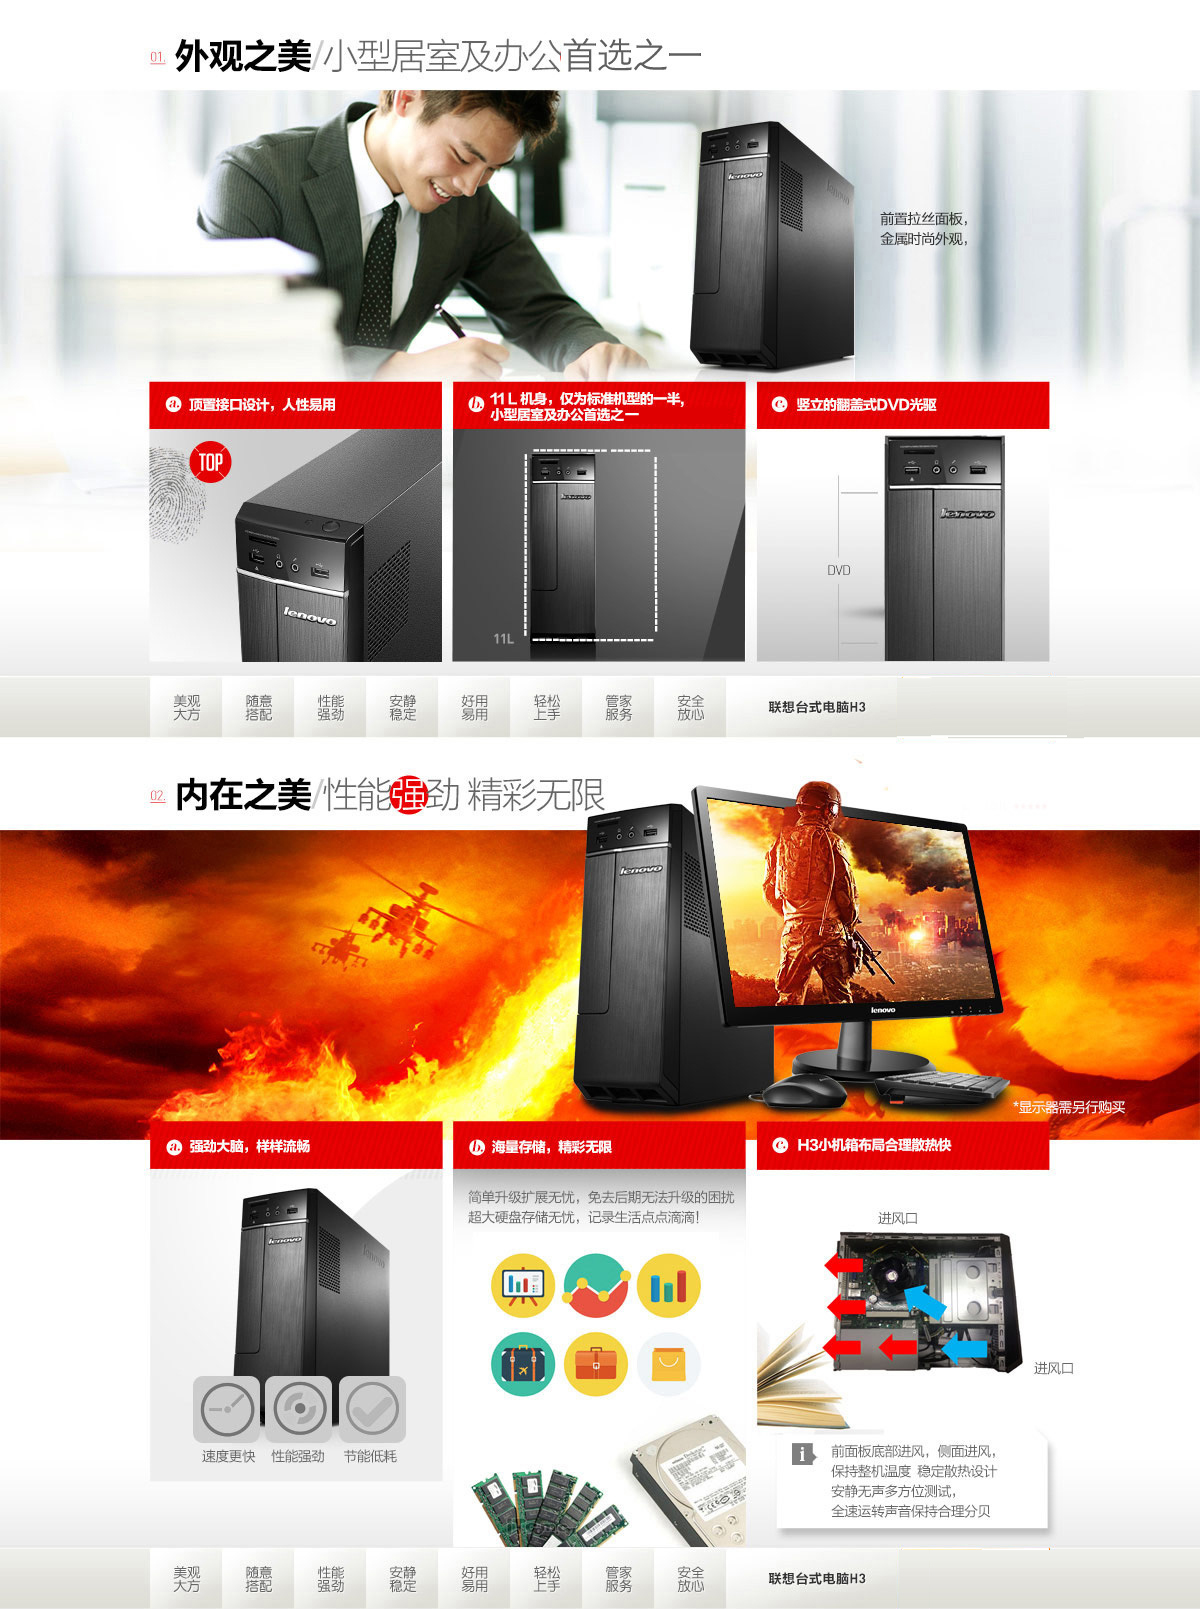 01. 外观之美/小型居室及办公首选之一
lenovo
lenovo
前置拉丝面板，
金属时尚外观，
a. 顶置接口设计，人性易用
b. 11L 机身，仅为标准机型的一半，
小型居室及办公首选之一
c. 竖立的翻盖式DVD光驱
TOP
lenovo
lenovo
11L
lenovo
DVD
美观
大方
随意
搭配
性能
强劲
安静
稳定
好用
易用
轻松
上手
管家
服务
安全
放心
联想台式电脑H3
02. 内在之美/性能强劲 精彩无限
lenovo
lenovo
*显示器需另行购买
a. 强劲大脑，样样流畅
b. 海量存储，精彩无限
c. H3小机箱布局合理散热快
lenovo
lenovo
速度更快
性能强劲
节能低耗
简单升级扩展无忧，免去后期无法升级的困扰
超大硬盘存储无忧，记录生活点点滴滴！
进风口
进风口
i
前面板底部进风，侧面进风，
保持整机温度 稳定散热设计
安静无声多方位测试，
全速运转声音保持合理分贝
美观
大方
随意
搭配
性能
强劲
安静
稳定
好用
易用
轻松
上手
管家
服务
安全
放心
联想台式电脑H3